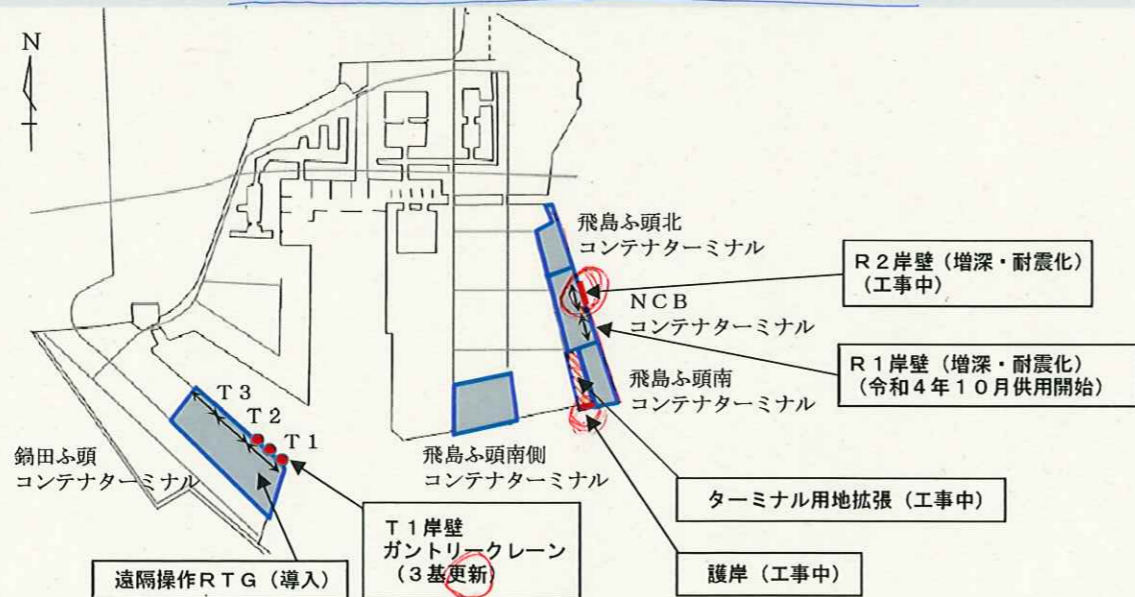 N
飛島ふ頭北
コンテナターミナル
R2岸壁(増深・耐震化)
(工事中)
NCB
コンテナターミナル
R1岸壁(増深・耐震化)
(令和4年10月供用開始)
飛島ふ頭南
コンテナターミナル
T3
T2
T1
鍋田ふ頭
コンテナターミナル
飛島ふ頭南側
コンテナターミナル
ターミナル用地拡張(工事中)
T1岸壁
ガントリークレーン
(3基更新)
遠隔操作RTG(導入)
護岸(工事中)